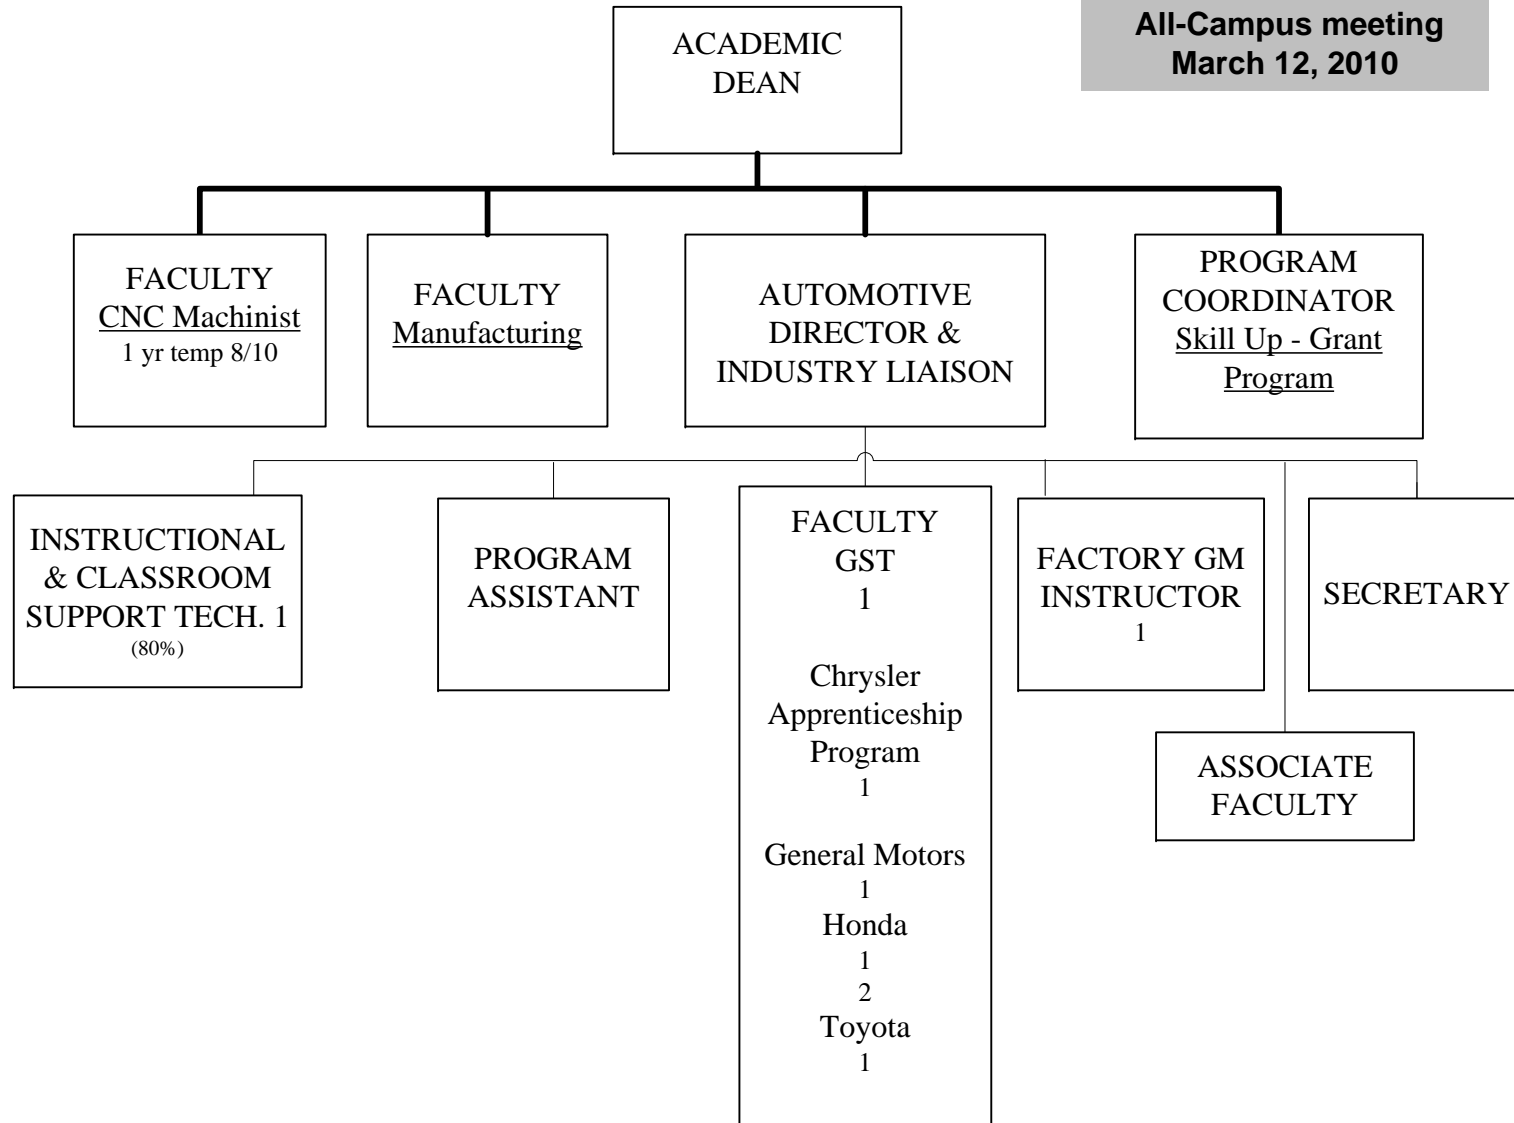 All-Campus meeting
March 12, 2010
ACADEMIC
DEAN
FACULTY
CNC Machinist
1 yr temp 8/10
FACULTY
Manufacturing
AUTOMOTIVE
DIRECTOR &
INDUSTRY LIAISON
PROGRAM
COORDINATOR
Skill Up - Grant
Program
INSTRUCTIONAL
& CLASSROOM
SUPPORT TECH. 1
(80%)
PROGRAM
ASSISTANT
FACULTY
GST
1
Chrysler
Apprenticeship
Program
1
General Motors
1
Honda
1
2
Toyota
1
FACTORY GM
INSTRUCTOR
1
SECRETARY
ASSOCIATE
FACULTY